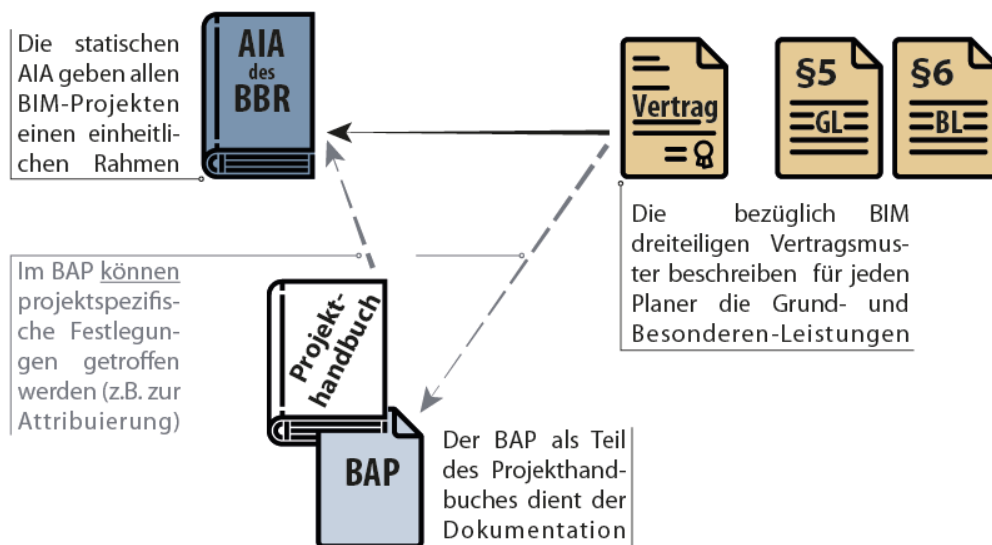 Die statischen
AIA geben allen
BIM-Projekten
einen einheitli-
chen Rahmen
AIA
des
BBR
Vertrag
§5
GL
§6
BL
Die bezüglich BIM
dreiteiligen Vertragsmus-
ter beschreiben für jeden
Planer die Grund- und
Besonderen-Leistungen
Im BAP können
projektspezifis-
che Festlegun-
gen getroffen
werden (z.B. zur
Attribuierung)
Projekt-
handbuch
BAP
Der BAP als Teil
des Projekthand-
buches dient der
Dokumentation